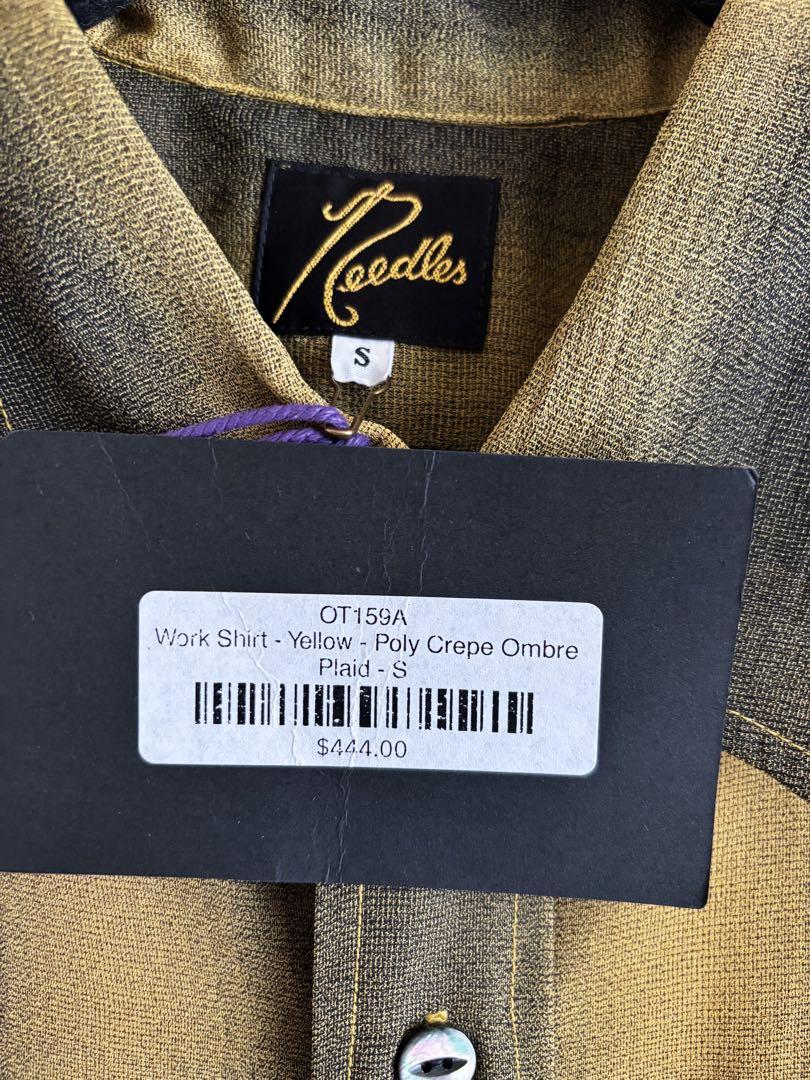 Needles
S
OT159A
Work Shirt - Yellow - Poly Crepe Ombre
Plaid - S
$444.00